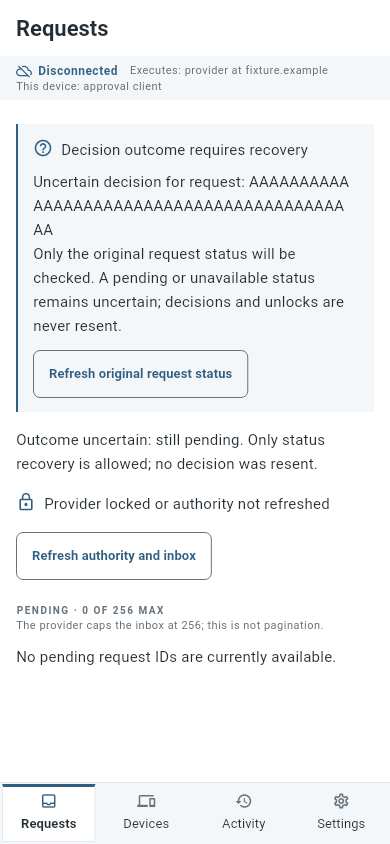 Requests
Disconnected Executes: provider at fixture.example
This device: approval client
Decision outcome requires recovery
Uncertain decision for request: AAAAAAAAAA
AAAAAAAAAAAAAAAAAAAAAAAAAAAAAAA
AA
Only the original request status will be
checked. A pending or unavailable status
remains uncertain; decisions and unlocks are
never resent.
Refresh original request status
Outcome uncertain: still pending. Only status
recovery is allowed; no decision was resent.
Provider locked or authority not refreshed
Refresh authority and inbox
PENDING · 0 OF 256 MAX
The provider caps the inbox at 256; this is not pagination.
No pending request IDs are currently available.
Requests Devices Activity Settings